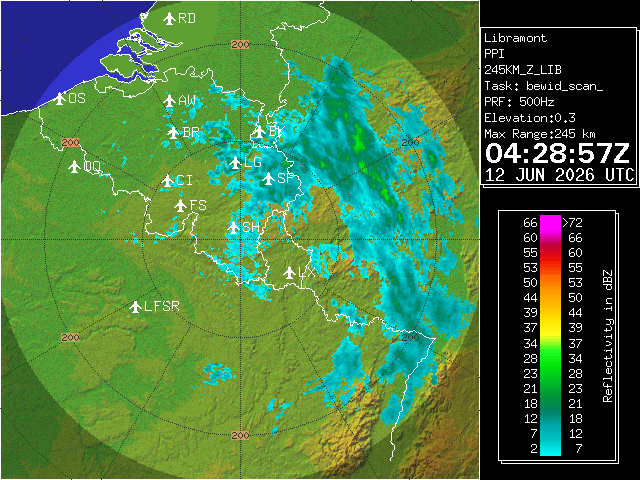 RD
200
OS
AW
BR
BK
200
LG
QQ
CI
SP
FS
SH
LX
LFSR
200
200
200
Libramont
PPI
245KM_Z_LIB
Task: bewid_scan_
PRF: 500Hz
Elevation:0.3
Max Range:245 km
04:28:57Z
12 JUN 2026 UTC
66 >72
60 66
55 60
53 55
50 53
44 50
39 44
37 39
34 37
28 34
23 28
21 23
18 21
12 18
7 12
2 7
Reflectivity in dBZ